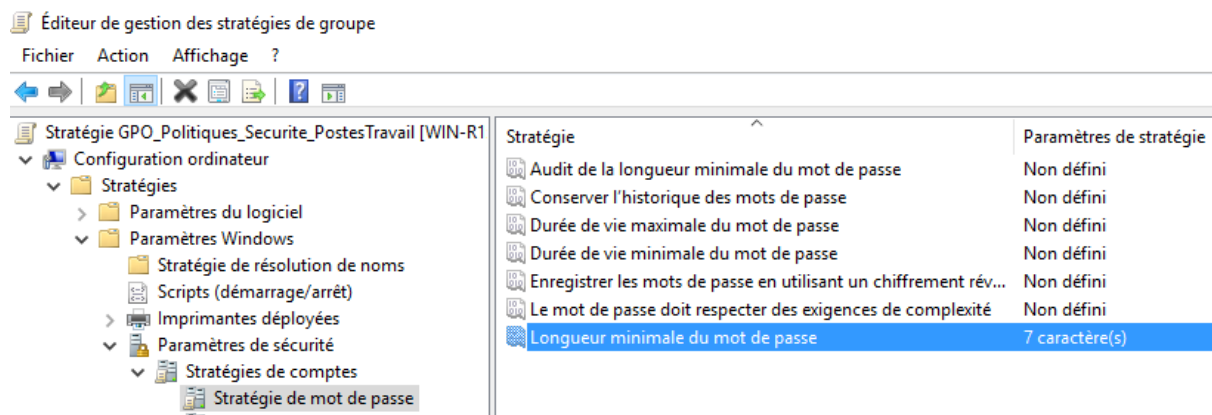 Éditeur de gestion des stratégies de groupe
Fichier Action Affichage ?
Stratégie GPO_Politiques_Securite_PostesTravail [WIN-R1
Configuration ordinateur
Stratégies
Paramètres du logiciel
Paramètres Windows
Stratégie de résolution de noms
Scripts (démarrage/arrêt)
Imprimantes déployées
Paramètres de sécurité
Stratégies de comptes
Stratégie de mot de passe
Stratégie Paramètres de stratégie
Audit de la longueur minimale du mot de passe Non défini
Conserver l'historique des mots de passe Non défini
Durée de vie maximale du mot de passe Non défini
Durée de vie minimale du mot de passe Non défini
Enregistrer les mots de passe en utilisant un chiffrement rév... Non défini
Le mot de passe doit respecter des exigences de complexité Non défini
Longueur minimale du mot de passe 7 caractère(s)